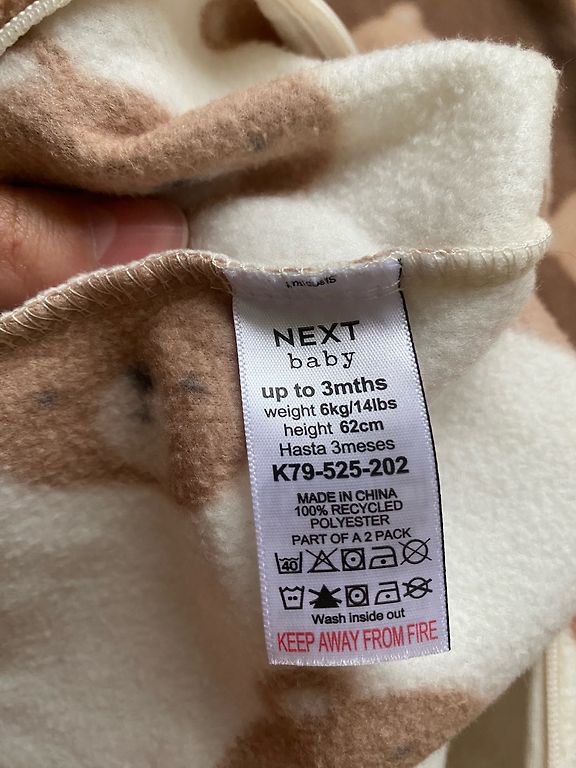 NEXT
baby
up to 3mths
weight 6kg/14lbs
height 62cm
Hasta 3meses
K79-525-202
MADE IN CHINA
100% RECYCLED
POLYESTER
PART OF A 2 PACK
40
Wash inside out
KEEP AWAY FROM FIRE